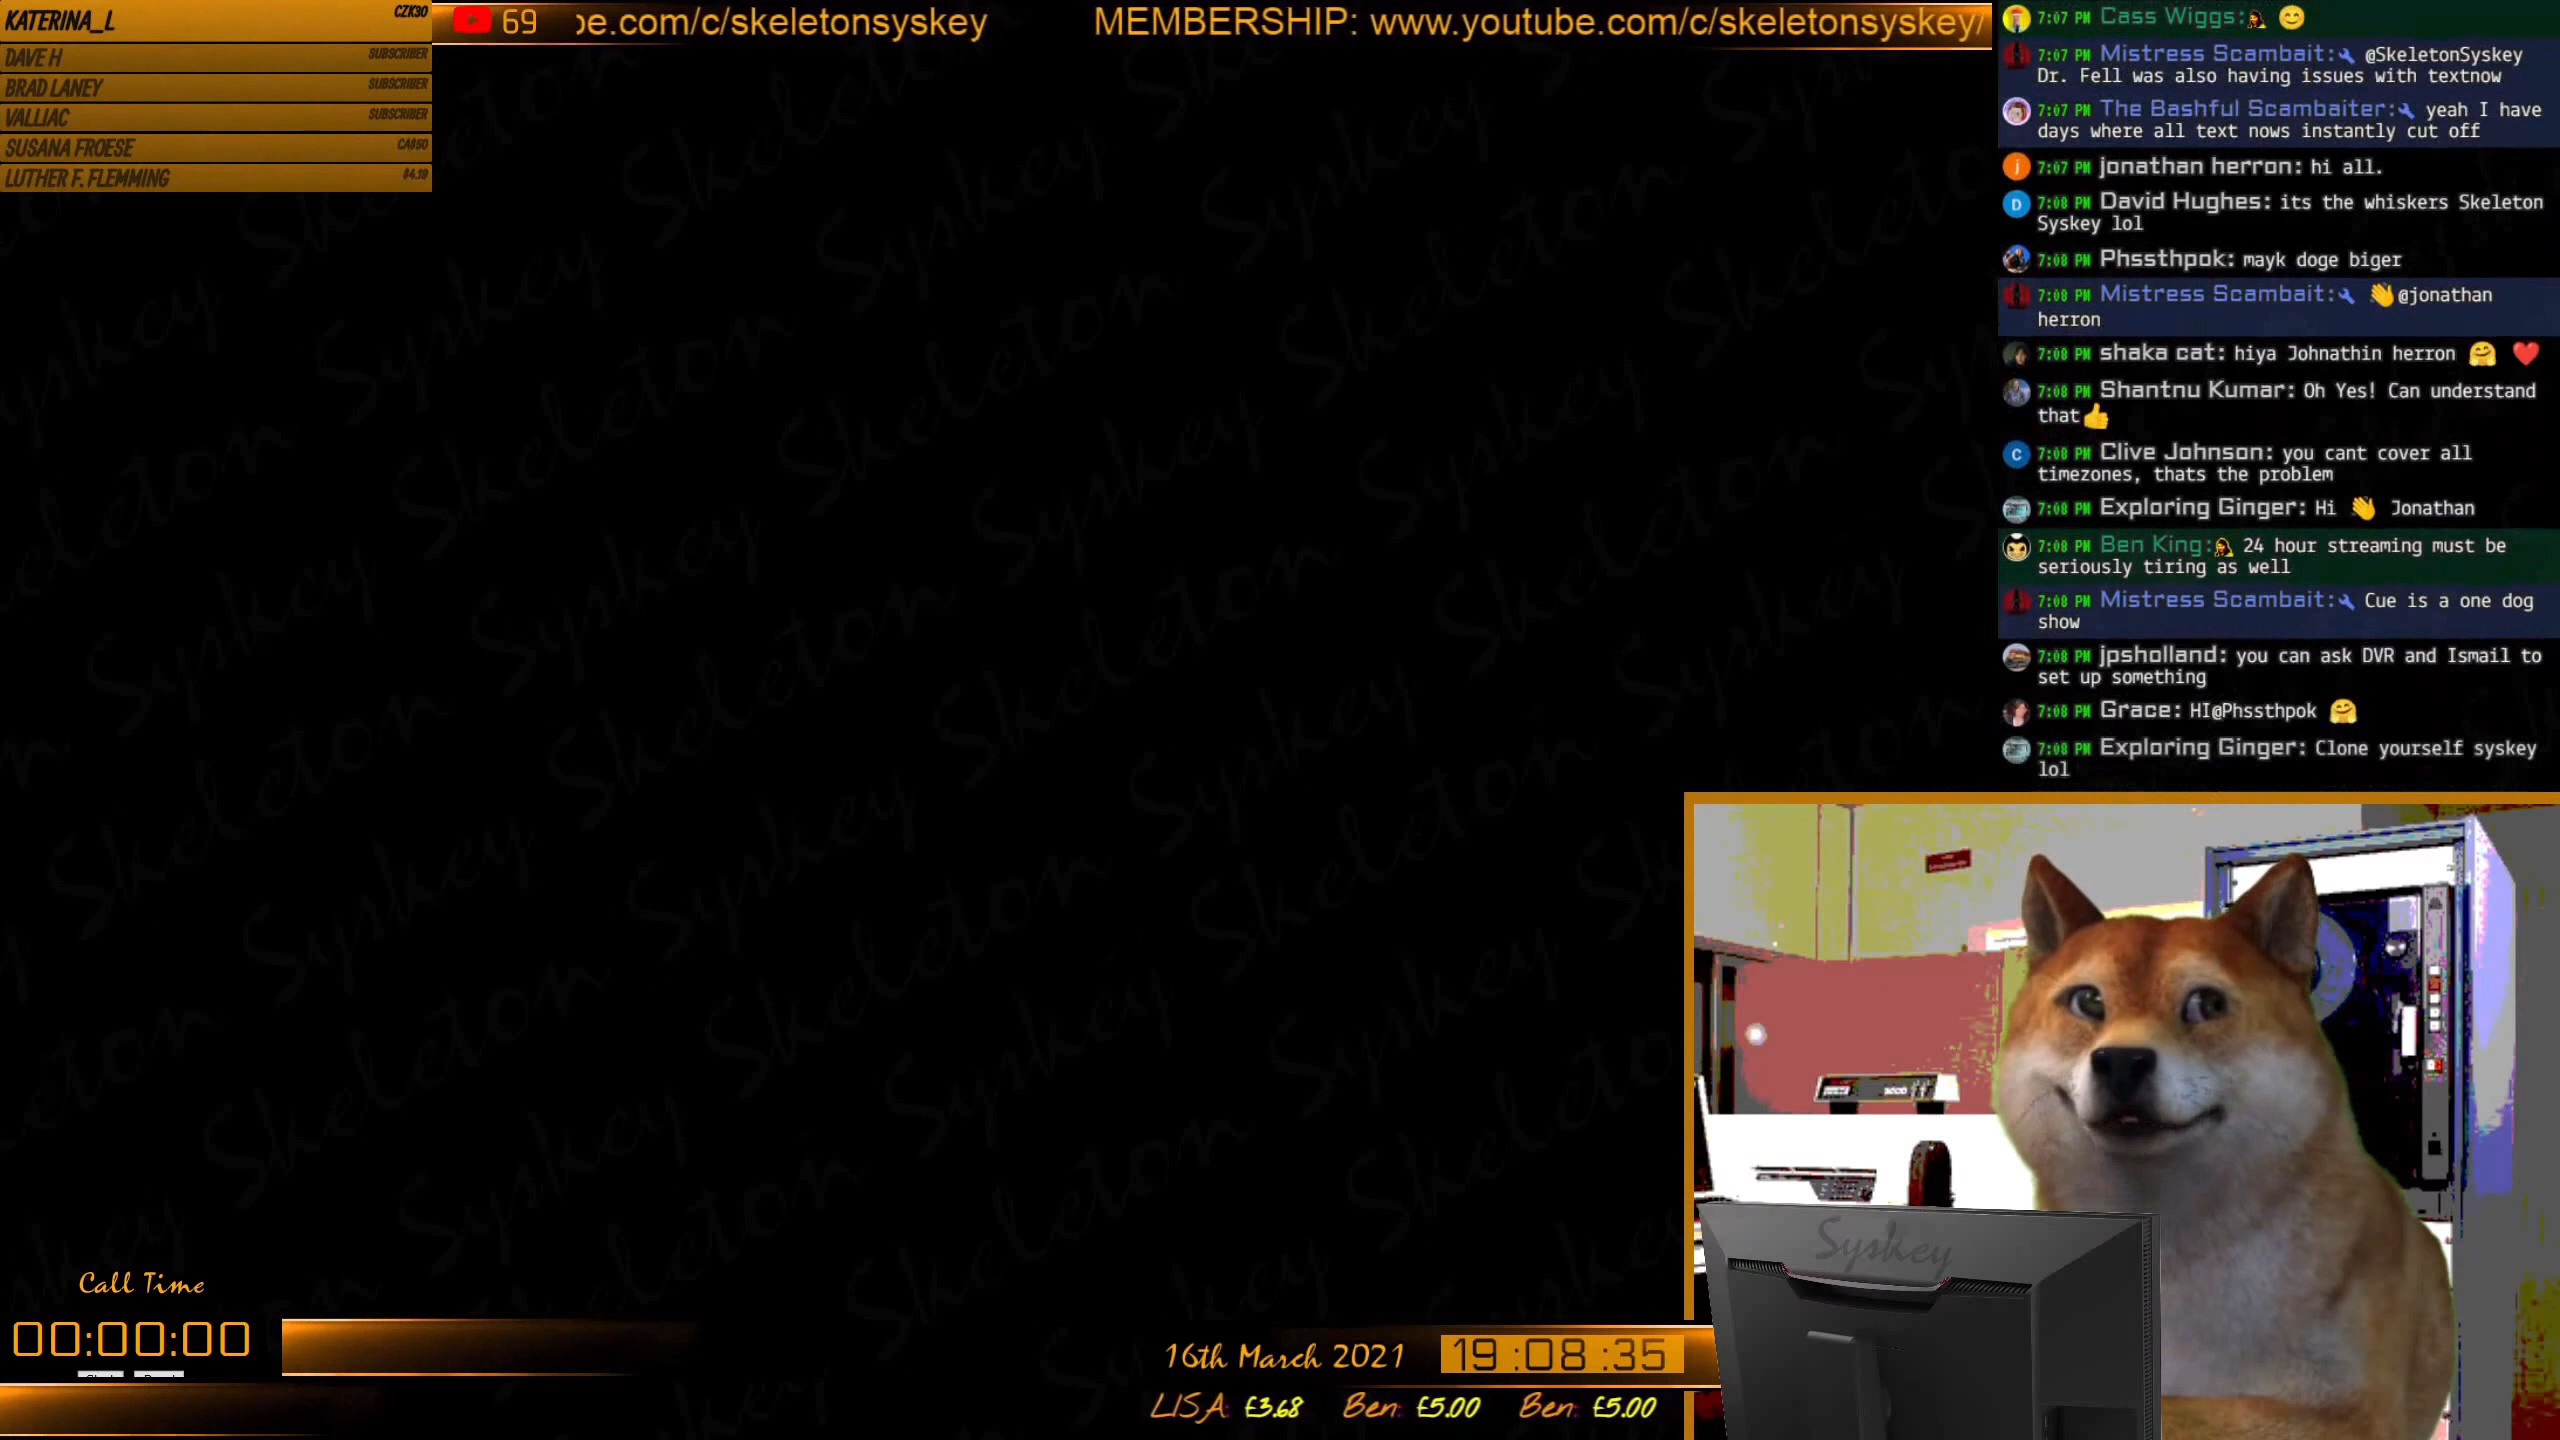 KATERINA_L CZK30
DAVE H SUBSCRIBER
BRAD LANEY SUBSCRIBER
VALLIAC SUBSCRIBER
SUSANA FROESE CA$50
LUTHER F. FLEMMING $4.19
69 be.com/c/skeletonsyskey MEMBERSHIP: www.youtube.com/c/skeletonsyskey/
7:07 PM Cass Wiggs: 😊
7:07 PM Mistress Scambait: @SkeletonSyskey
Dr. Fell was also having issues with textnow
7:07 PM The Bashful Scambaiter: yeah I have
days where all text nows instantly cut off
j 7:07 PM jonathan herron: hi all.
D 7:08 PM David Hughes: its the whiskers Skeleton
Syskey lol
7:08 PM Phssthpok: mayk doge biger
7:08 PM Mistress Scambait: 👋@jonathan
herron
7:08 PM shaka cat: hiya Johnathin herron 🤗 ❤️
7:08 PM Shantnu Kumar: Oh Yes! Can understand
that👍
C 7:08 PM Clive Johnson: you cant cover all
timezones, thats the problem
7:08 PM Exploring Ginger: Hi 👋 Jonathan
7:08 PM Ben King: 24 hour streaming must be
seriously tiring as well
7:08 PM Mistress Scambait: Cue is a one dog
show
7:08 PM jpsholland: you can ask DVR and Ismail to
set up something
7:08 PM Grace: HI@Phssthpok 🤗
7:08 PM Exploring Ginger: Clone yourself syskey
lol
Skeleton Syskey
Syskey
Call Time
00:00:00
16th March 2021 19:08:35
LISA: £3.68 Ben: £5.00 Ben: £5.00